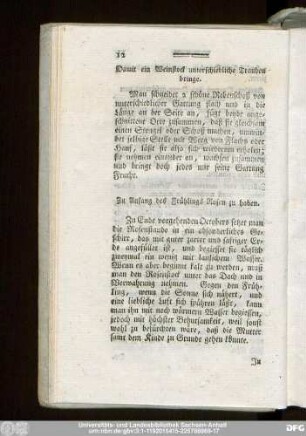 12
Damit ein Weinstock unterschiedliche Trauben
bringe.
Man schneidet 2 schöne Rebenschoß von
unterschiedlicher Gattung flach und in die
Länge an der Seite an, fügt beyde ange-
schnittene Orte zusammen, daß sie gleichsam
einen Stengel oder Schoß machen, umwin-
det selbige Stelle mit Werg von Flachs oder
Hanf, läßt sie also sich wiederum erholen;
sie nehmen einander an, wachsen zusammen
und bringt doch jedes wie seine Gattung
Frucht.
Zu Anfang des Frühlings Rosen zu haben.
Zu Ende vorgehenden Octobers setzet man
die Rosenstaude in ein absonderliches Ge-
schirr, das mit guter zarter und saftiger Er-
de angefüllet ist, und begiesset sie täglich
zweymal ein wenig mit laulichem Wasser.
Wenn es aber beginnt kalt zu werden, muß
man den Rosenstock unter das Dach und in
Verwahrung nehmen. Gegen den Früh-
ling, wenn die Sonne sich nähert, und
eine liebliche Luft sich spühren läßt, kann
man ihn mit noch wärmern Wasser begiessen,
jedoch mit höchster Behutsamkeit, weil sonst
wohl zu befürchten wäre, daß die Mutter
samt dem Kinde zu Grunde gehen könnte.
Zu
Universitäts- und Landesbibliothek Sachsen-Anhalt
urn:nbn:de:gbv:3:1-1192015415-226798989-17
DFG